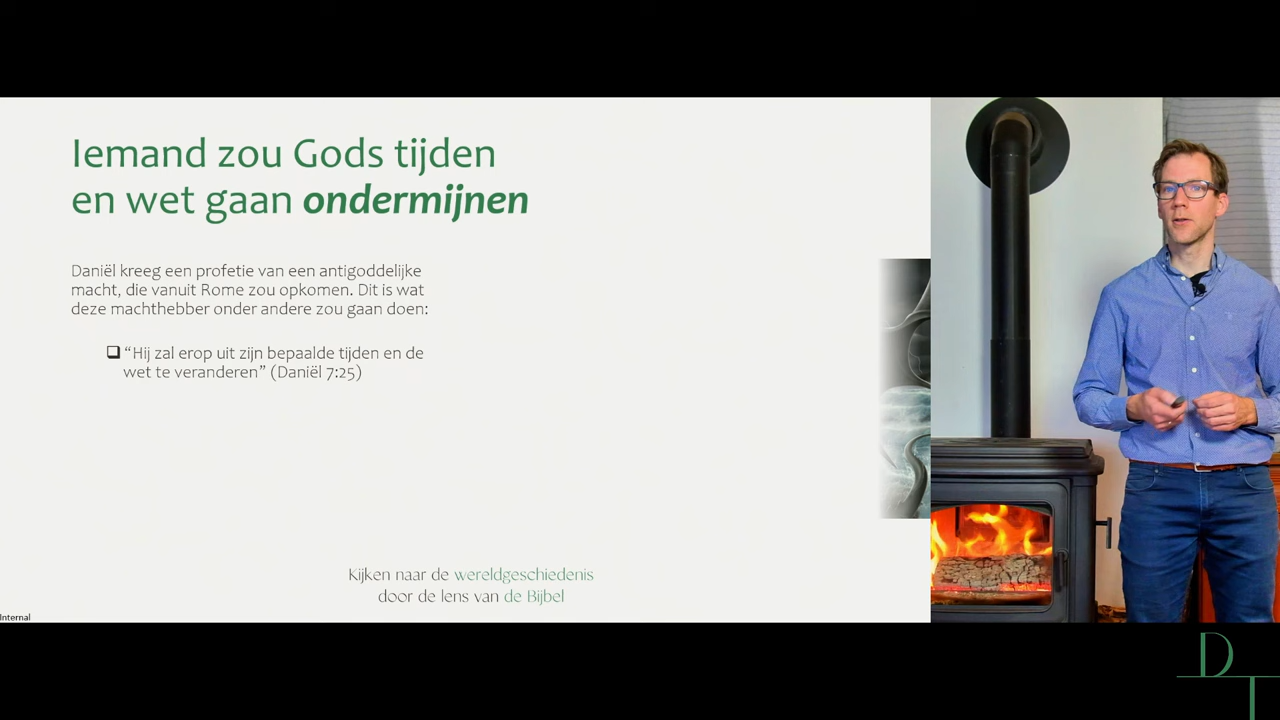 Iemand zou Gods tijden
en wet gaan ondermijnen
Daniël kreeg een profetie van een antigoddelijke
macht, die vanuit Rome zou opkomen. Dit is wat
deze machthebber onder andere zou gaan doen:
“Hij zal erop uit zijn bepaalde tijden en de
wet te veranderen” (Daniël 7:25)
Kijken naar de wereldgeschiedenis
door de lens van de Bijbel
Internal
DT